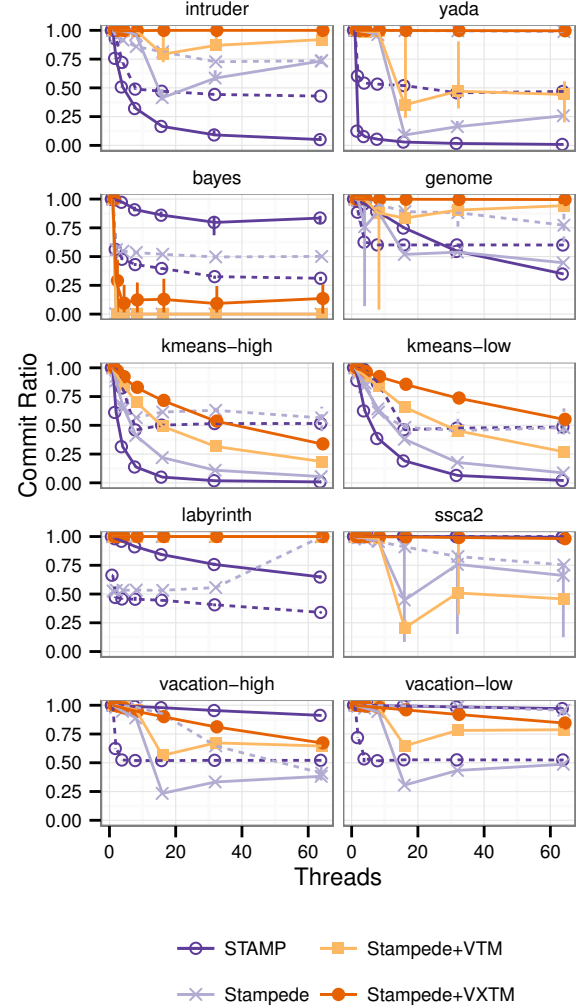 intruder
yada
1.00
0.75
0.50
0.25
0.00
bayes
genome
1.00
0.75
0.50
0.25
0.00
kmeans−high
kmeans−low
1.00
0.75
0.50
0.25
0.00
Commit Ratio
labyrinth
ssca2
1.00
0.75
0.50
0.25
0.00
vacation−high
vacation−low
1.00
0.75
0.50
0.25
0.00
0 20 40 60 0 20 40 60
Threads
STAMP Stampede+VTM
Stampede Stampede+VXTM